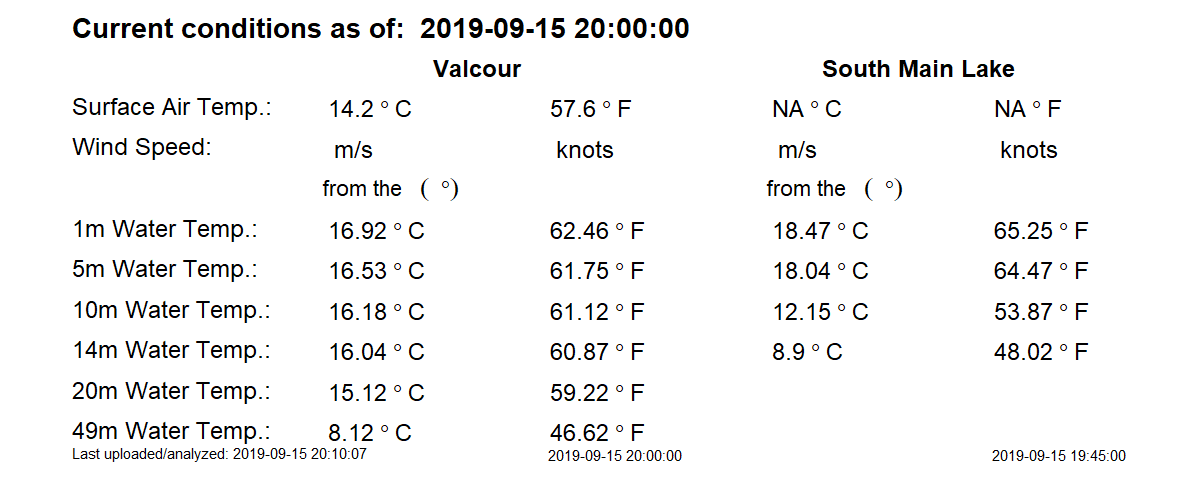 Current conditions as of: 2019-09-15 20:00:00
Valcour South Main Lake
Surface Air Temp.: 14.2 ° C 57.6 ° F NA ° C NA ° F
Wind Speed: m/s knots m/s knots
from the ( °) from the ( °)
1m Water Temp.: 16.92 ° C 62.46 ° F 18.47 ° C 65.25 ° F
5m Water Temp.: 16.53 ° C 61.75 ° F 18.04 ° C 64.47 ° F
10m Water Temp.: 16.18 ° C 61.12 ° F 12.15 ° C 53.87 ° F
14m Water Temp.: 16.04 ° C 60.87 ° F 8.9 ° C 48.02 ° F
20m Water Temp.: 15.12 ° C 59.22 ° F
49m Water Temp.: 8.12 ° C 46.62 ° F
Last uploaded/analyzed: 2019-09-15 20:10:07 2019-09-15 20:00:00 2019-09-15 19:45:00